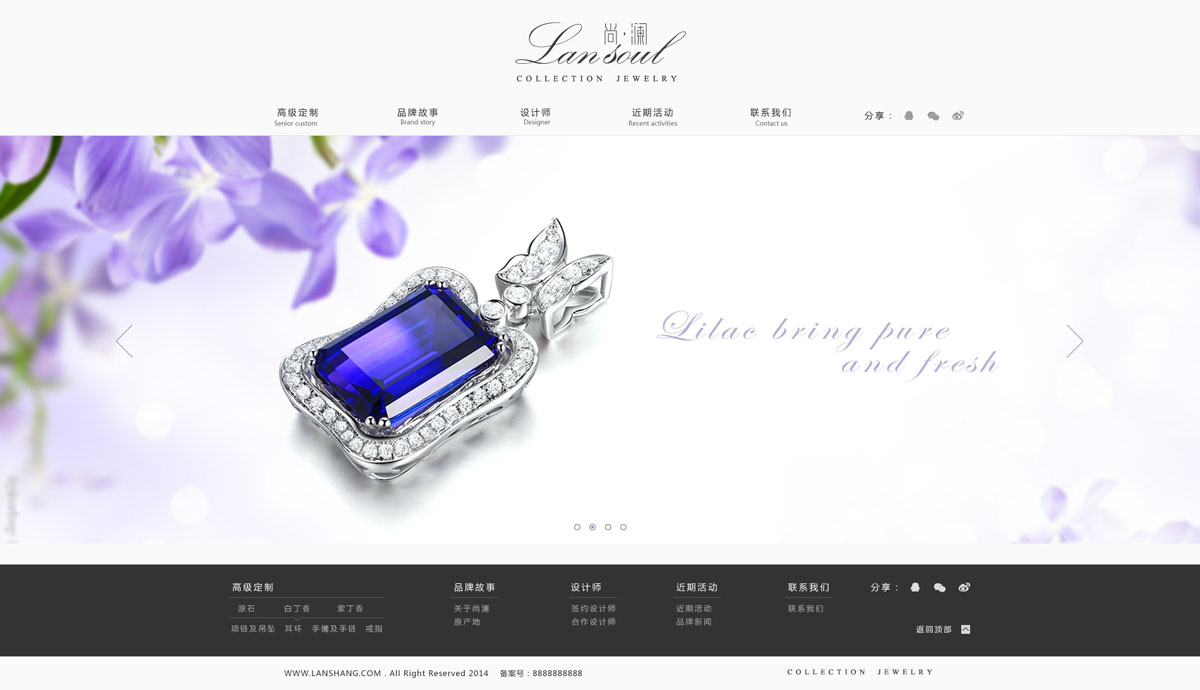 尚·澜
Lan soul
COLLECTION JEWELRY
高级定制 品牌故事 设计师 近期活动 联系我们 分享：
Senior custom Brand story Designer Recent activities Contact us
Lilac bring pure
and fresh
高级定制 品牌故事 设计师 近期活动 联系我们 分享：
原石 白丁香 紫丁香 关于尚澜 签约设计师 近期活动 联系我们
原产地 合作设计师 品牌新闻
项链及吊坠 耳环 手镯及手链 戒指 返回顶部
WWW.LANSHANG.COM . All Right Reserved 2014 备案号：8888888888 COLLECTION JEWELRY